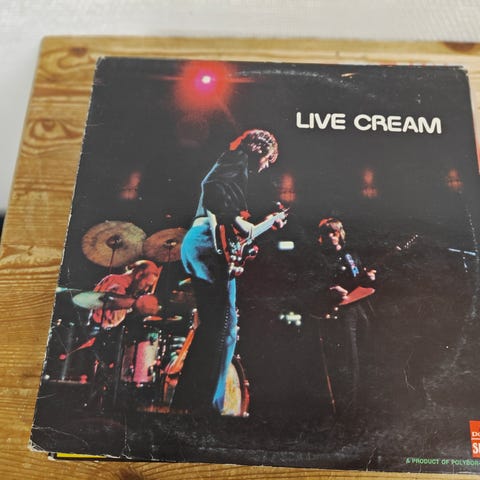 LIVE CREAM
A PRODUCT OF POLYDOR